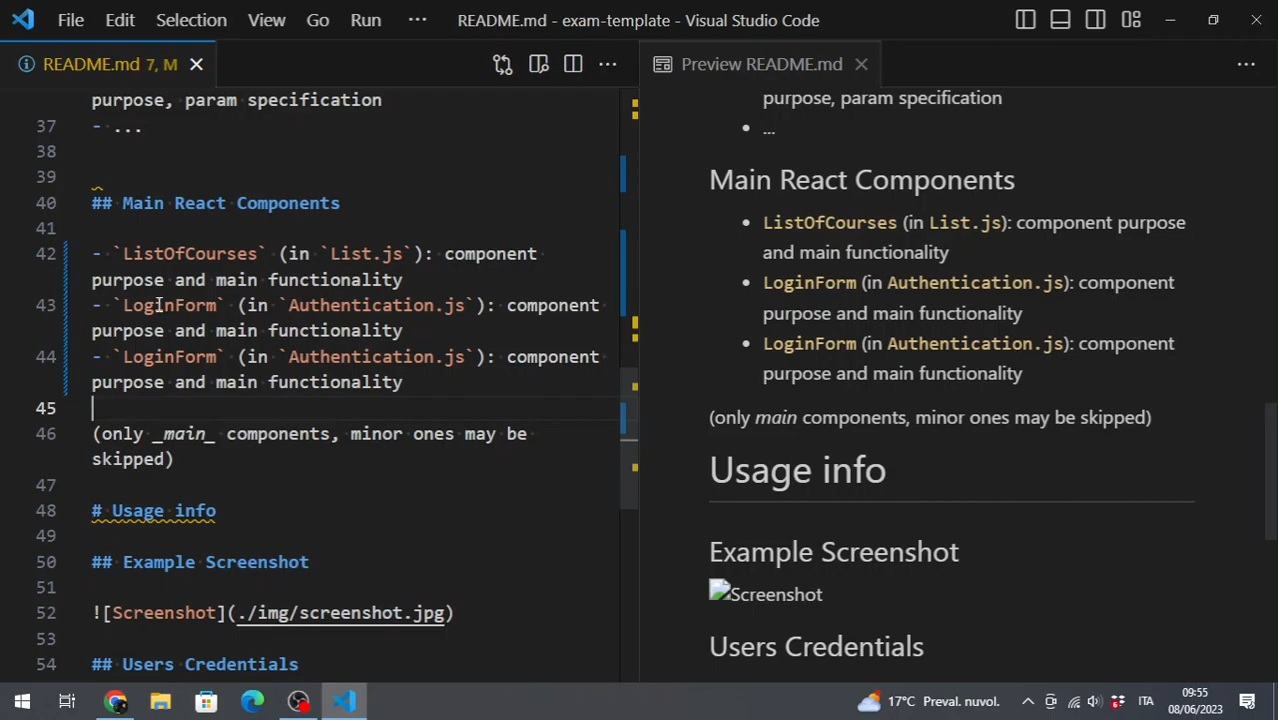 File Edit Selection View Go Run ··· README.md - exam-template - Visual Studio Code
README.md 7, M
Preview README.md
purpose, param specification
37 - ...
38
39
40 ## Main React Components
41
42 - `ListOfCourses` (in `List.js`): component
purpose and main functionality
43 - `LoginForm` (in `Authentication.js`): component
purpose and main functionality
44 - `LoginForm` (in `Authentication.js`): component
purpose and main functionality
45
46 (only _main_ components, minor ones may be
skipped)
47
48 # Usage info
49
50 ## Example Screenshot
51
52 ![Screenshot](./img/screenshot.jpg)
53
54 ## Users Credentials
purpose, param specification
• ...
Main React Components
• ListOfCourses (in List.js): component purpose
and main functionality
• LoginForm (in Authentication.js): component
purpose and main functionality
• LoginForm (in Authentication.js): component
purpose and main functionality
(only main components, minor ones may be skipped)
Usage info
Example Screenshot
Screenshot
Users Credentials
17°C Preval. nuvol.
6
ITA
09:55
08/06/2023